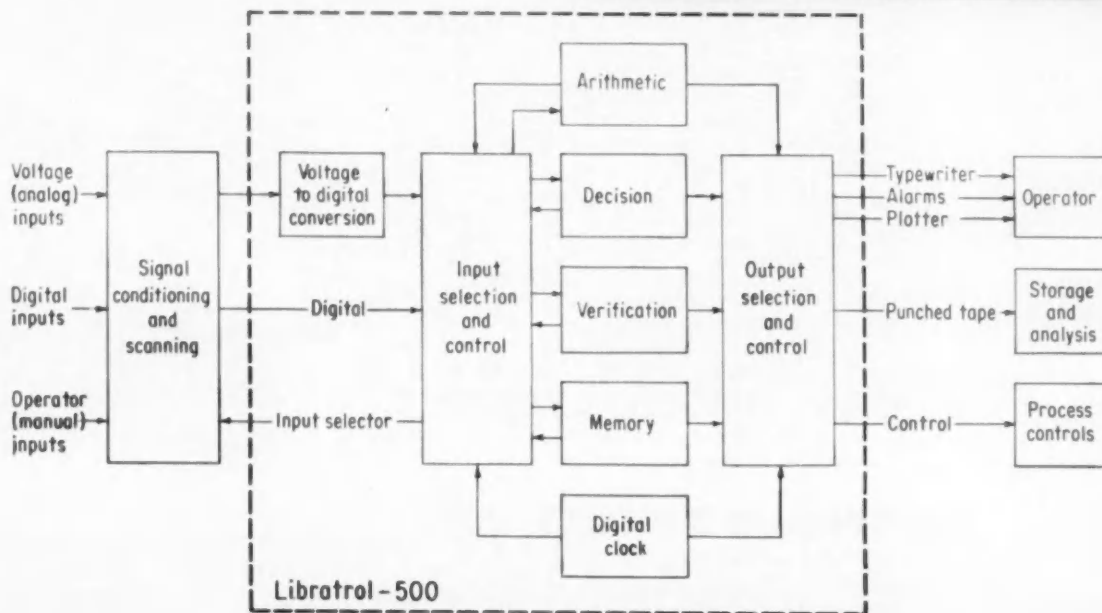 Voltage
(analog)
inputs
Digital
inputs
Operator
(manual)
inputs
Signal
conditioning
and
scanning
Voltage
to digital
conversion
Digital
Input selector
Input
selection
and
control
Arithmetic
Decision
Verification
Memory
Digital
clock
Output
selection
and
control
Typewriter
Alarms
Plotter
Punched tape
Control
Operator
Storage
and
analysis
Process
controls
Libratrol-500